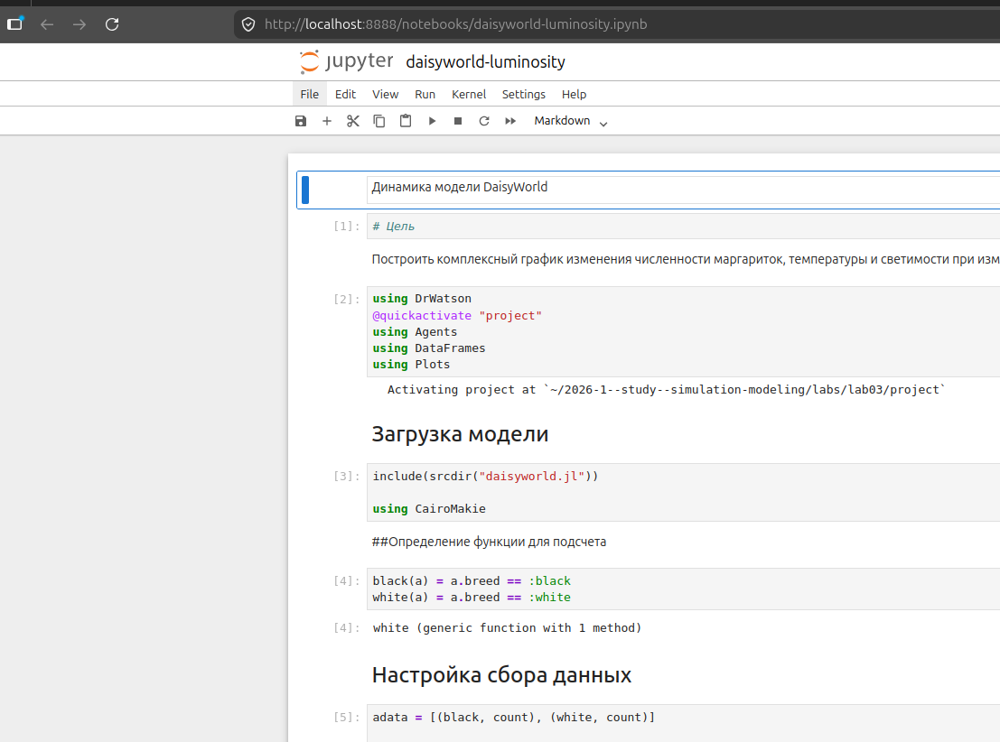 http://localhost:8888/notebooks/daisyworld-luminosity.ipynb
jupyter daisyworld-luminosity
File Edit View Run Kernel Settings Help
Markdown
Динамика модели DaisyWorld
[1]: # Цель
Построить комплексный график изменения численности маргариток, температуры и светимости при изм
[2]: using DrWatson
@quickactivate "project"
using Agents
using DataFrames
using Plots
Activating project at `~/2026-1--study--simulation-modeling/labs/lab03/project`
Загрузка модели
[3]: include(srcdir("daisyworld.jl"))
using CairoMakie
##Определение функции для подсчета
[4]: black(a) = a.breed == :black
white(a) = a.breed == :white
[4]: white (generic function with 1 method)
Настройка сбора данных
[5]: adata = [(black, count), (white, count)]